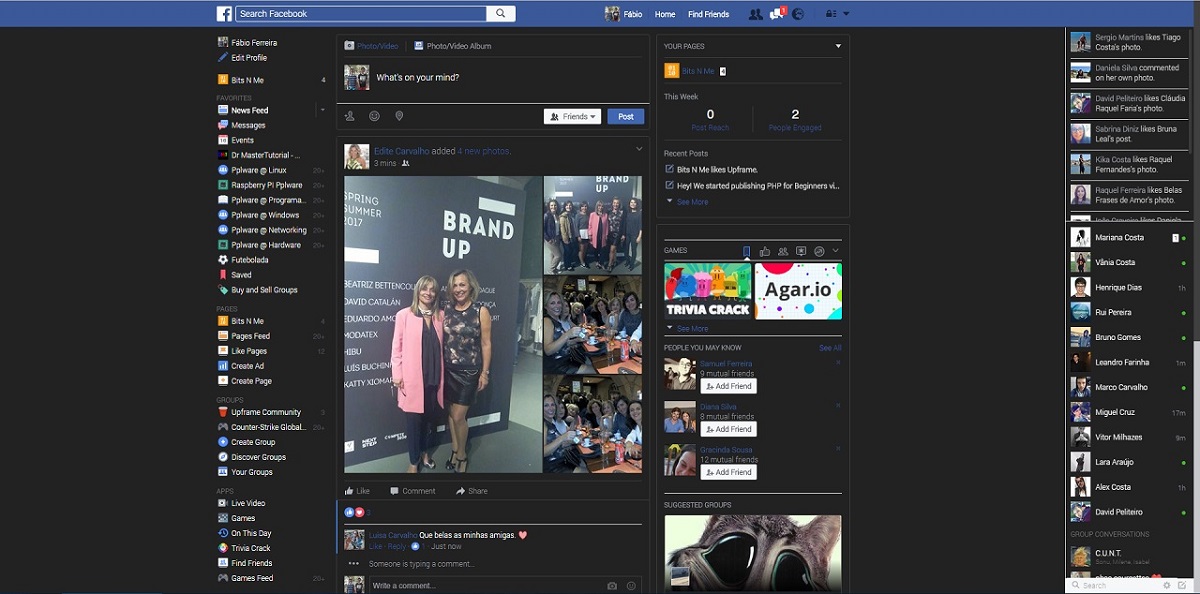 Search Facebook
Fábio
Home
Find Friends
1
Fábio Ferreira
Edit Profile
Bits N Me 4
FAVORITES
News Feed
Messages
Events
Dr MasterTutorial - ...
Pplware @ Linux 20+
Raspberry PI Pplware
Pplware @ Programa... 20+
Pplware @ Windows 20+
Pplware @ Networking 20+
Pplware @ Hardware 20+
Futebolada
Saved
Buy and Sell Groups
PAGES
Bits N Me 4
Pages Feed 20+
Like Pages 12
Create Ad
Create Page
GROUPS
Upframe Community 3
Counter-Strike Global... 20+
Create Group
Discover Groups
Your Groups
APPS
Live Video
Games
On This Day
Trivia Crack
Find Friends
Games Feed 20+
Photo/Video
Photo/Video Album
What's on your mind?
Friends
Post
Edite Carvalho added 4 new photos.
3 mins
SPRING
SUMMER
2017
BRAND
UP
BEATRIZ BETTENCOURT
DAVID CATALÁN
EDUARDO AMO
MODATEX
HIBU
LUÍS BUCHIN
KATTY XIOMAR
NEXT
STEP
BRAND
UP
Like
Comment
Share
2
Luisa Carvalho Que belas as minhas amigas.
Like · Reply · 1 · Just now
Someone is typing a comment...
Write a comment...
YOUR PAGES
Bits N Me 4
This Week
0
Post Reach
2
People Engaged
Recent Posts
Bits N Me likes Upframe.
Hey! We started publishing PHP for Beginners vi...
See More
GAMES
TRIVIA CRACK
Agar.io
See More
PEOPLE YOU MAY KNOW
See All
Samuel Ferreira
9 mutual friends
Add Friend
Diana Silva
8 mutual friends
Add Friend
Gracinda Sousa
12 mutual friends
Add Friend
SUGGESTED GROUPS
Sergio Martins likes Tiago
Costa's photo.
Daniela Silva commented
on her own photo.
David Peliteiro likes Cláudia
Raquel Faria's photo.
Sabrina Diniz likes Bruna
Leal's post.
Kika Costa likes Raquel
Fernandes's photo.
Raquel Ferreira likes Belas
Frases de Amor's photo.
Mariana Costa 1
Vânia Costa
Henrique Dias 1h
Rui Pereira
Bruno Gomes
Leandro Farinha 1m
Marco Carvalho
Miguel Cruz 17m
Vitor Milhazes 9m
Lara Araújo
Alex Costa 1h
David Peliteiro
GROUP CONVERSATIONS
C.U.N.T.
Sonu, Milene, Isabel
Search